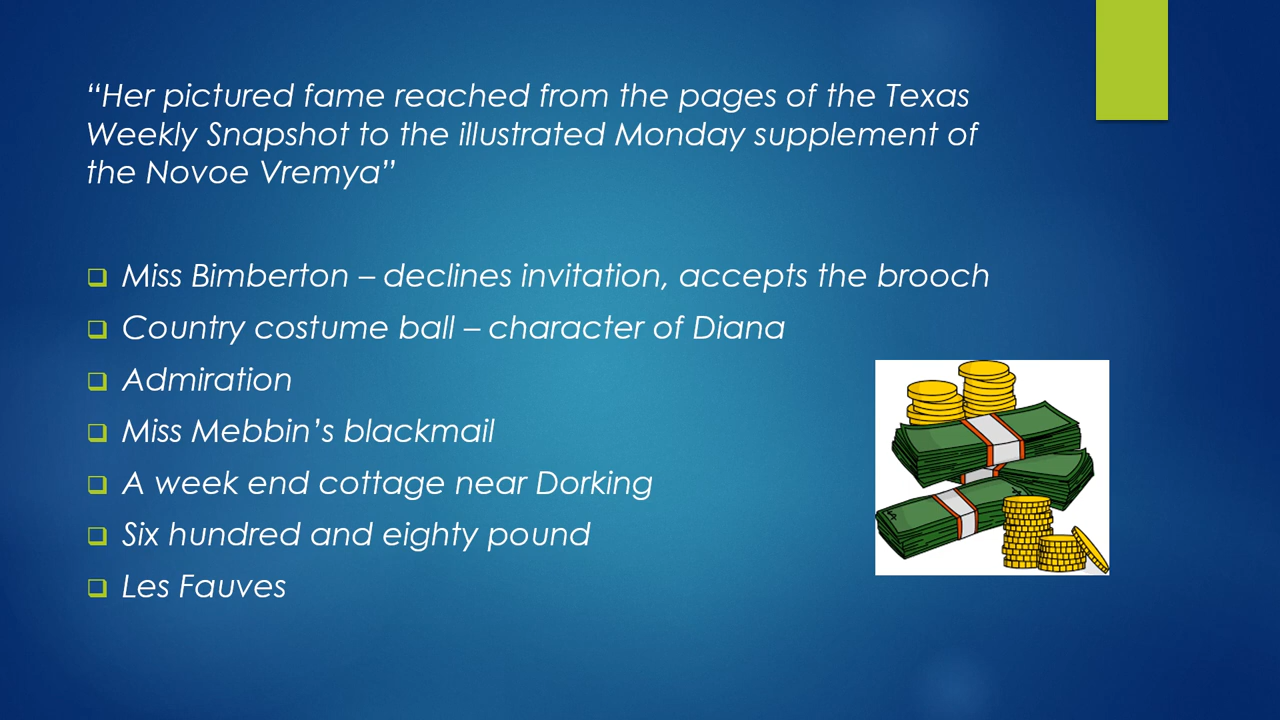 “Her pictured fame reached from the pages of the Texas
Weekly Snapshot to the illustrated Monday supplement of
the Novoe Vremya”
❑ Miss Bimberton – declines invitation, accepts the brooch
❑ Country costume ball – character of Diana
❑ Admiration
❑ Miss Mebbin’s blackmail
❑ A week end cottage near Dorking
❑ Six hundred and eighty pound
❑ Les Fauves